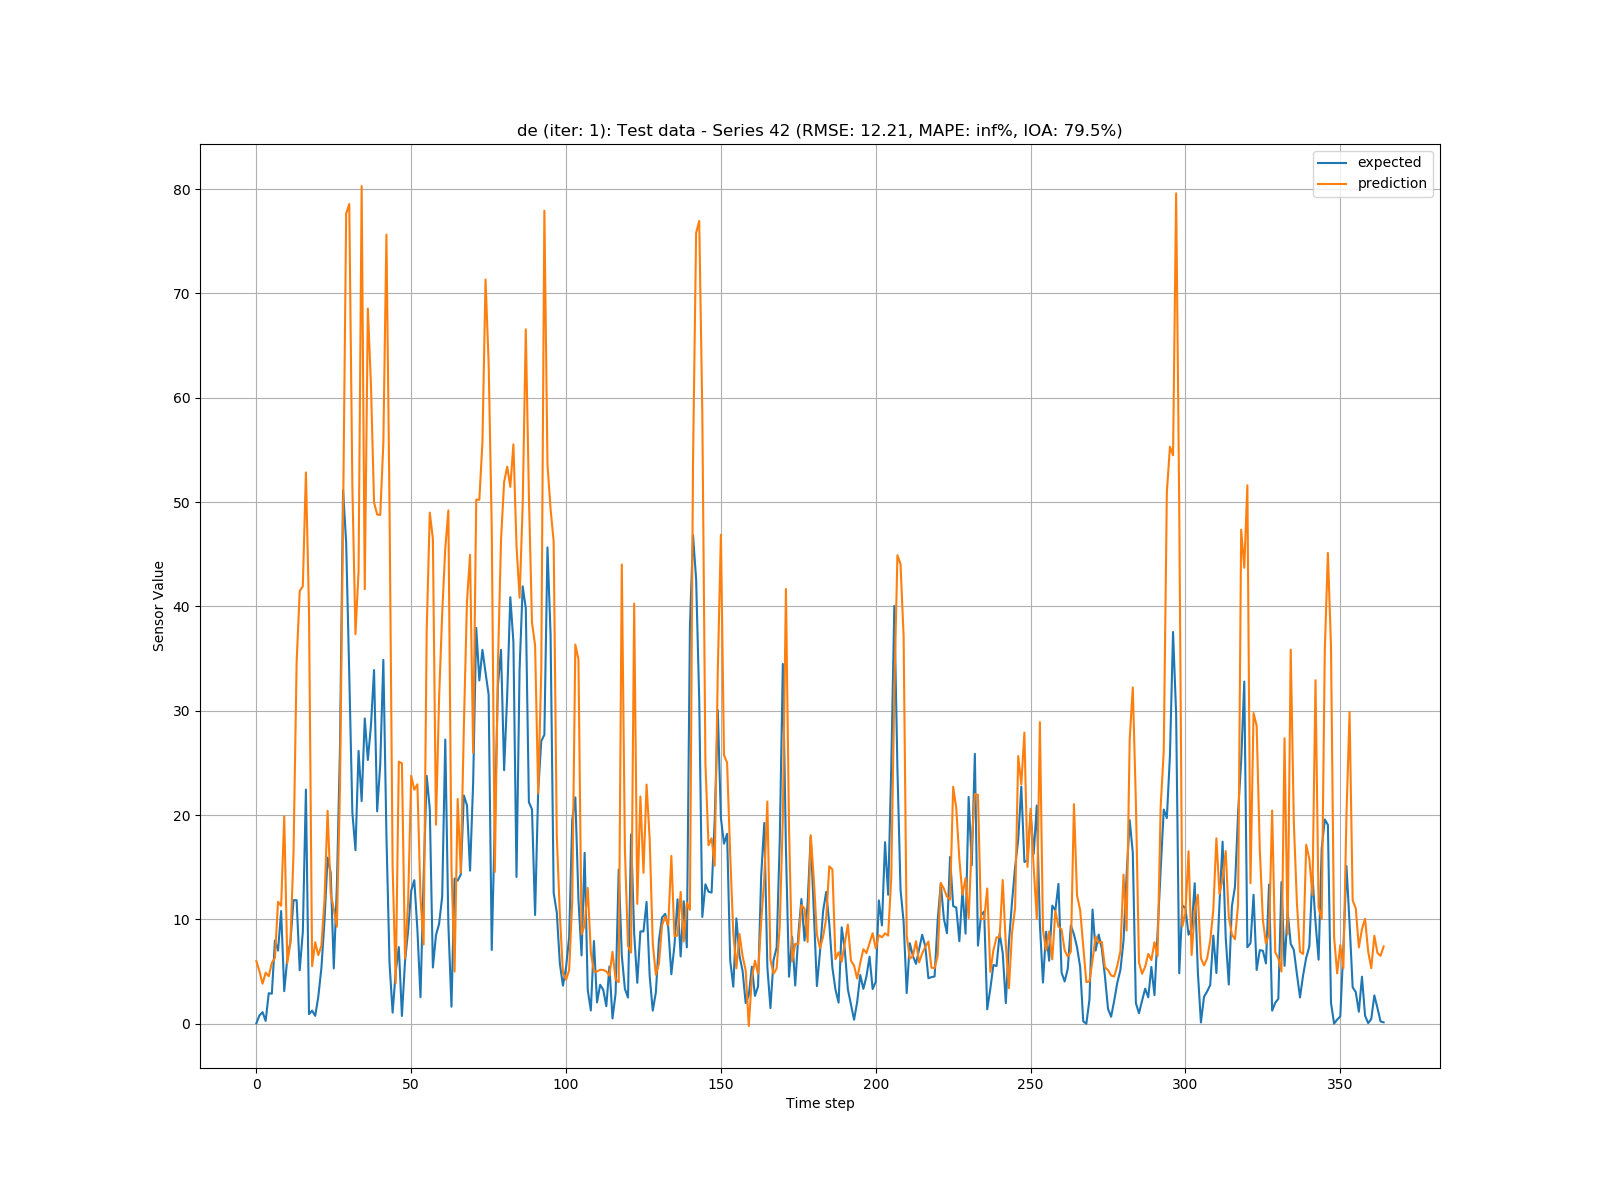 de (iter: 1): Test data - Series 42 (RMSE: 12.21, MAPE: inf%, IOA: 79.5%)
expected
prediction
80
70
60
50
40
30
20
10
0
Sensor Value
0 50 100 150 200 250 300 350
Time step